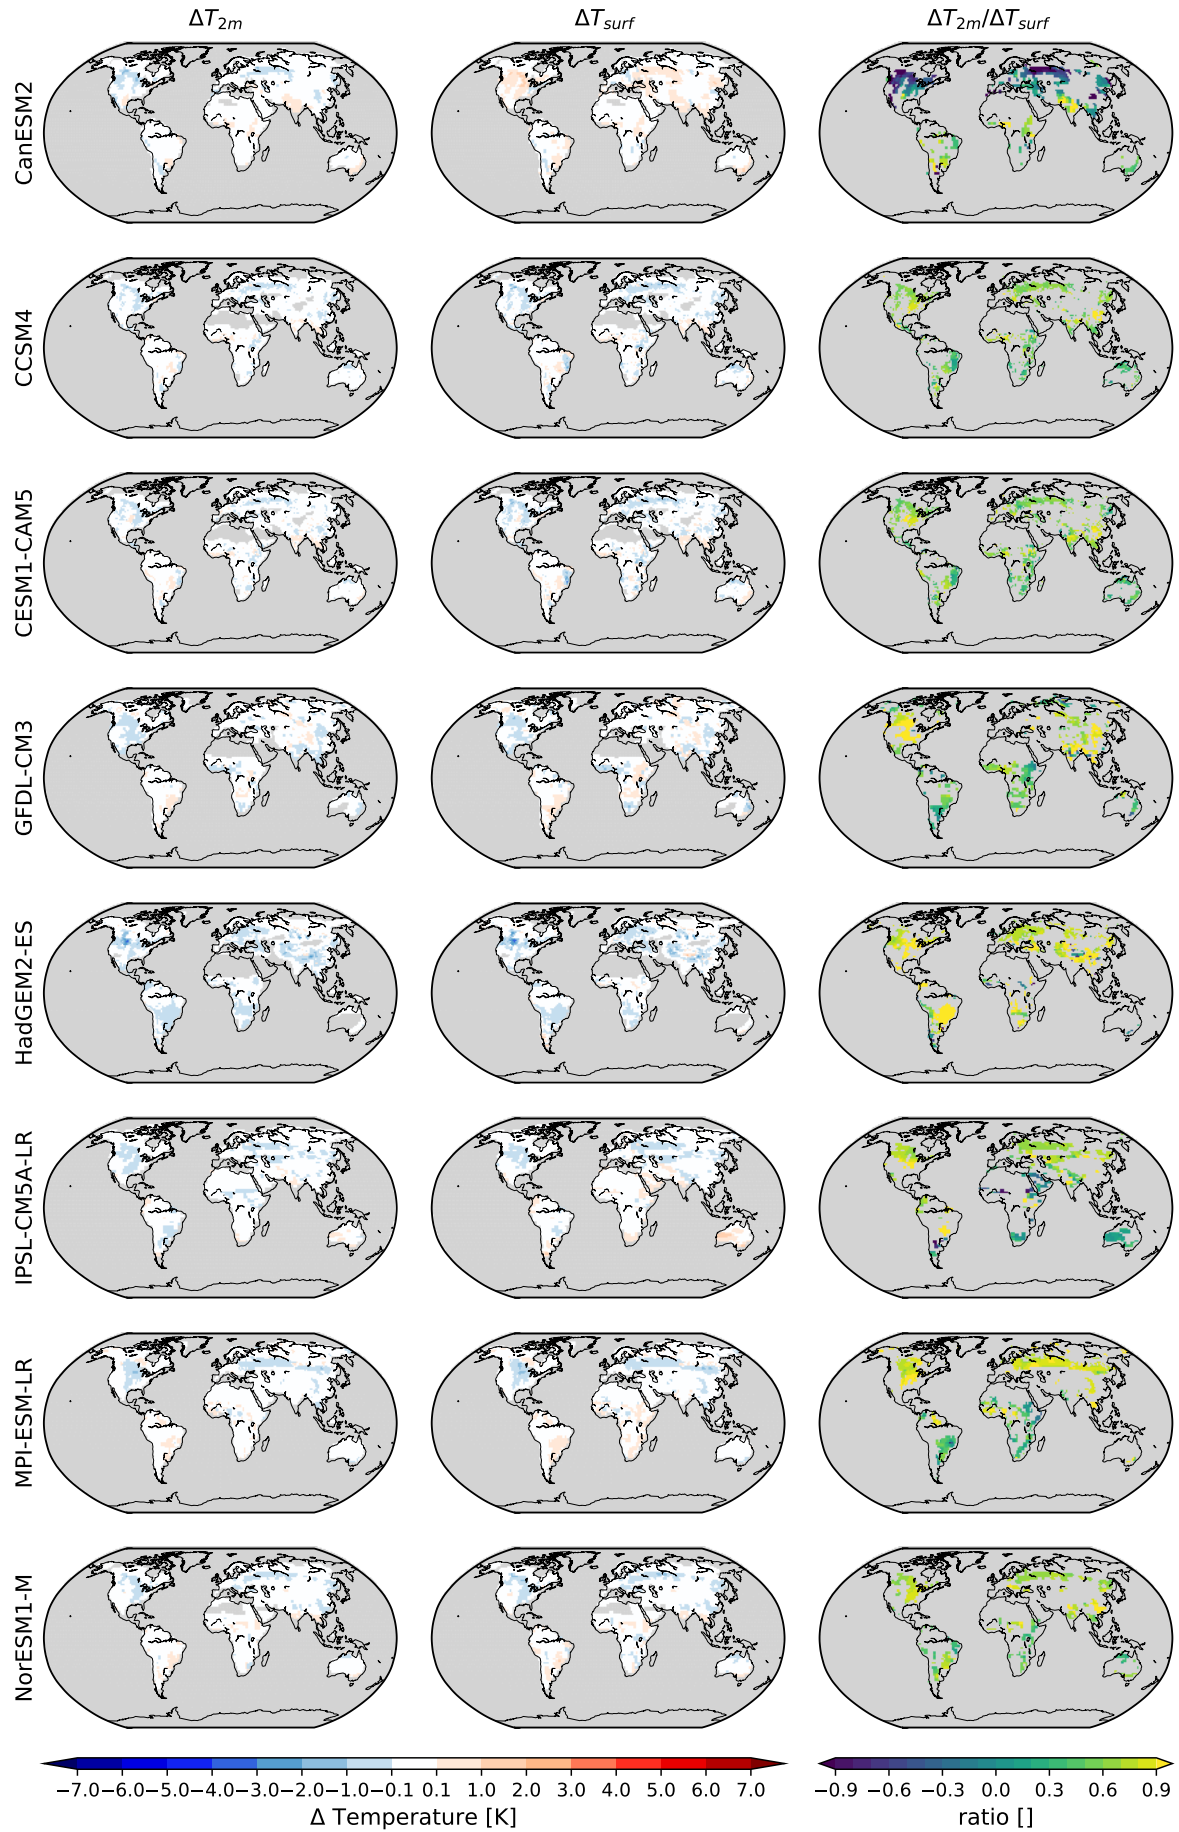 ΔT₂ₘ ΔT_surf ΔT₂ₘ/ΔT_surf
CanESM2
CCSM4
CESM1-CAM5
GFDL-CM3
HadGEM2-ES
IPSL-CM5A-LR
MPI-ESM-LR
NorESM1-M
−7.0 −6.0 −5.0 −4.0 −3.0 −2.0 −1.0 −0.1 0.1 1.0 2.0 3.0 4.0 5.0 6.0 7.0 −0.9 −0.6 −0.3 0.0 0.3 0.6 0.9
Δ Temperature [K] ratio []